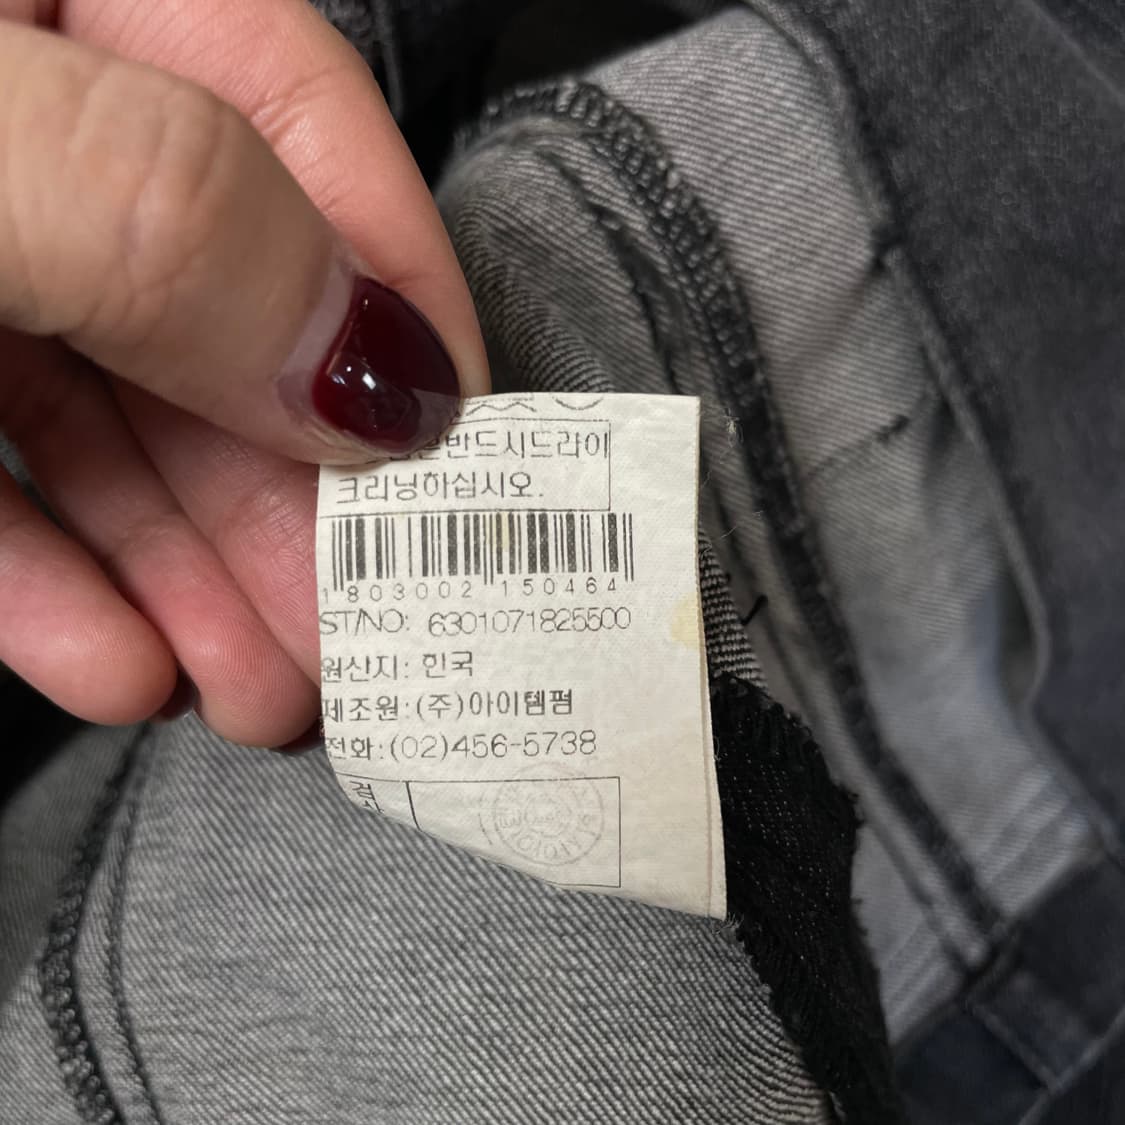 반드시드라이
크리닝하십시오.
1803002 150464
ST/NO: 6301071825500
원산지: 한국
제조원:(주)아이템펌
전화:(02)456-5738
검